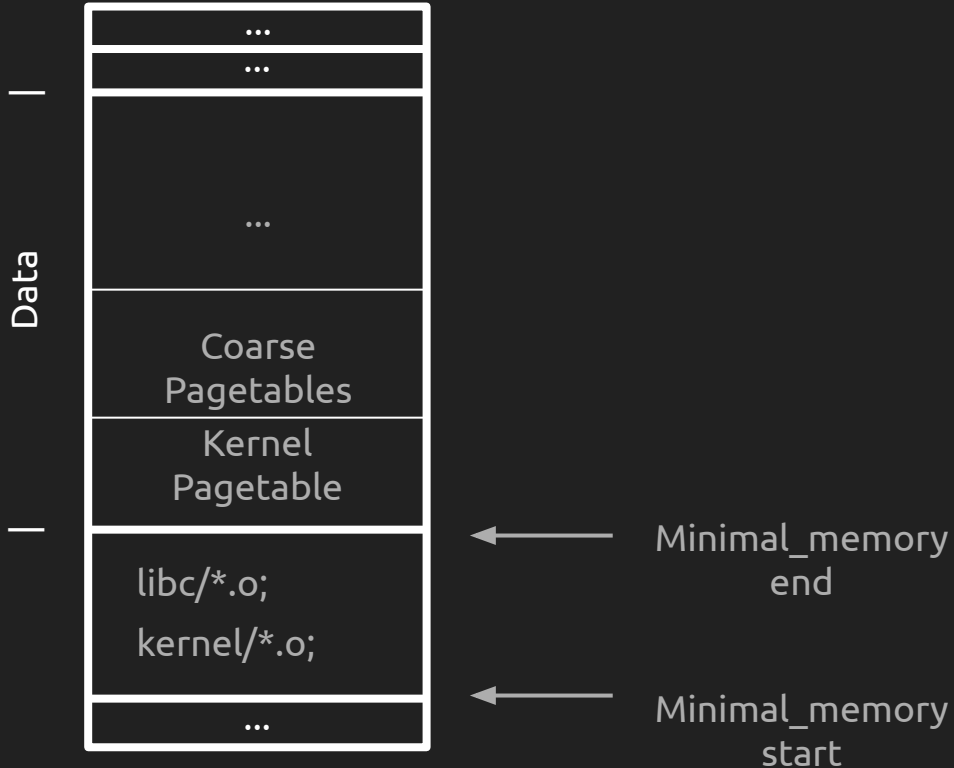 ...
...
...
Data
Coarse
Pagetables
Kernel
Pagetable
Minimal_memory
end
libc/*.o;
kernel/*.o;
Minimal_memory
start
...